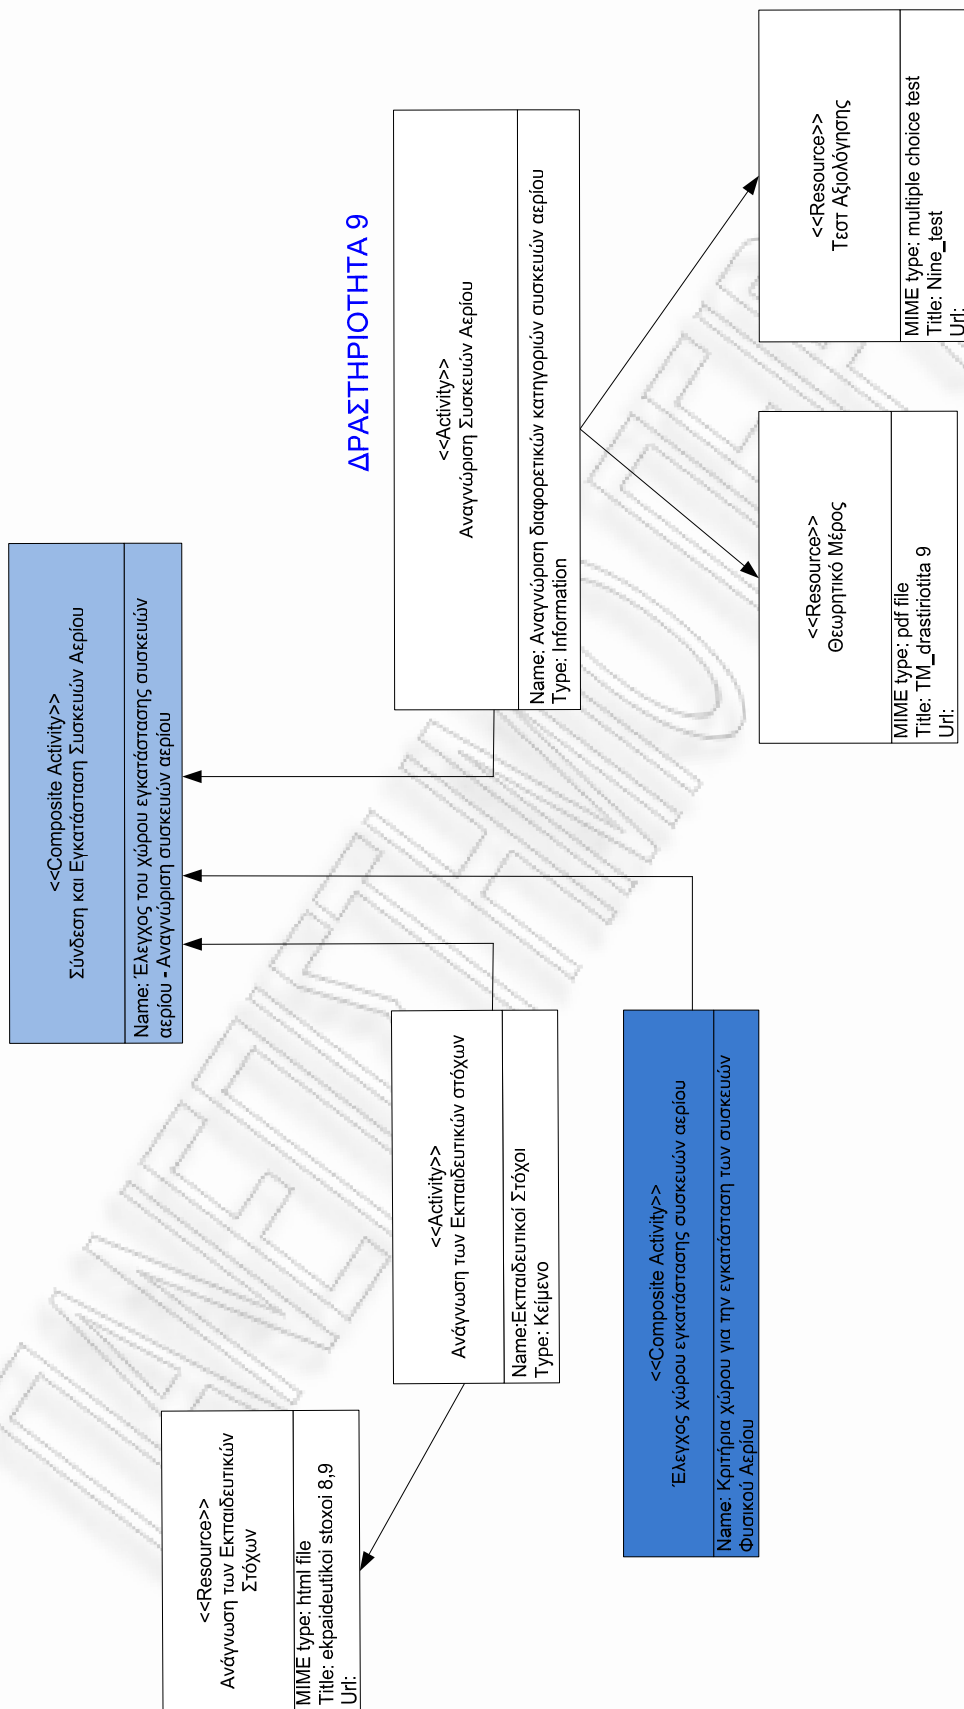 <<Composite Activity>>
Σύνδεση και Εγκατάσταση Συσκευών Αερίου
Name: Έλεγχος του χώρου εγκατάστασης συσκευών
αερίου - Αναγνώριση συσκευών αερίου
<<Resource>>
Ανάγνωση των Εκπαιδευτικών
Στόχων
MIME type: html file
Title: ekpaideutikoi stoxoi 8,9
Url:
<<Activity>>
Ανάγνωση των Εκπαιδευτικών στόχων
Name:Εκπαιδευτικοί Στόχοι
Type: Κείμενο
ΔΡΑΣΤΗΡΙΟΤΗΤΑ 9
<<Activity>>
Αναγνώριση Συσκευών Αερίου
Name: Αναγνώριση διαφορετικών κατηγοριών συσκευών αερίου
Type: Information
<<Composite Activity>>
Έλεγχος χώρου εγκατάστασης συσκευών αερίου
Name: Κριτήρια χώρου για την εγκατάσταση των συσκευών
Φυσικού Αερίου
<<Resource>>
Θεωρητικό Μέρος
MIME type: pdf file
Title: TM_drastiriotita 9
Url:
<<Resource>>
Τεστ Αξιολόγησης
MIME type: multiple choice test
Title: Nine_test
Url: